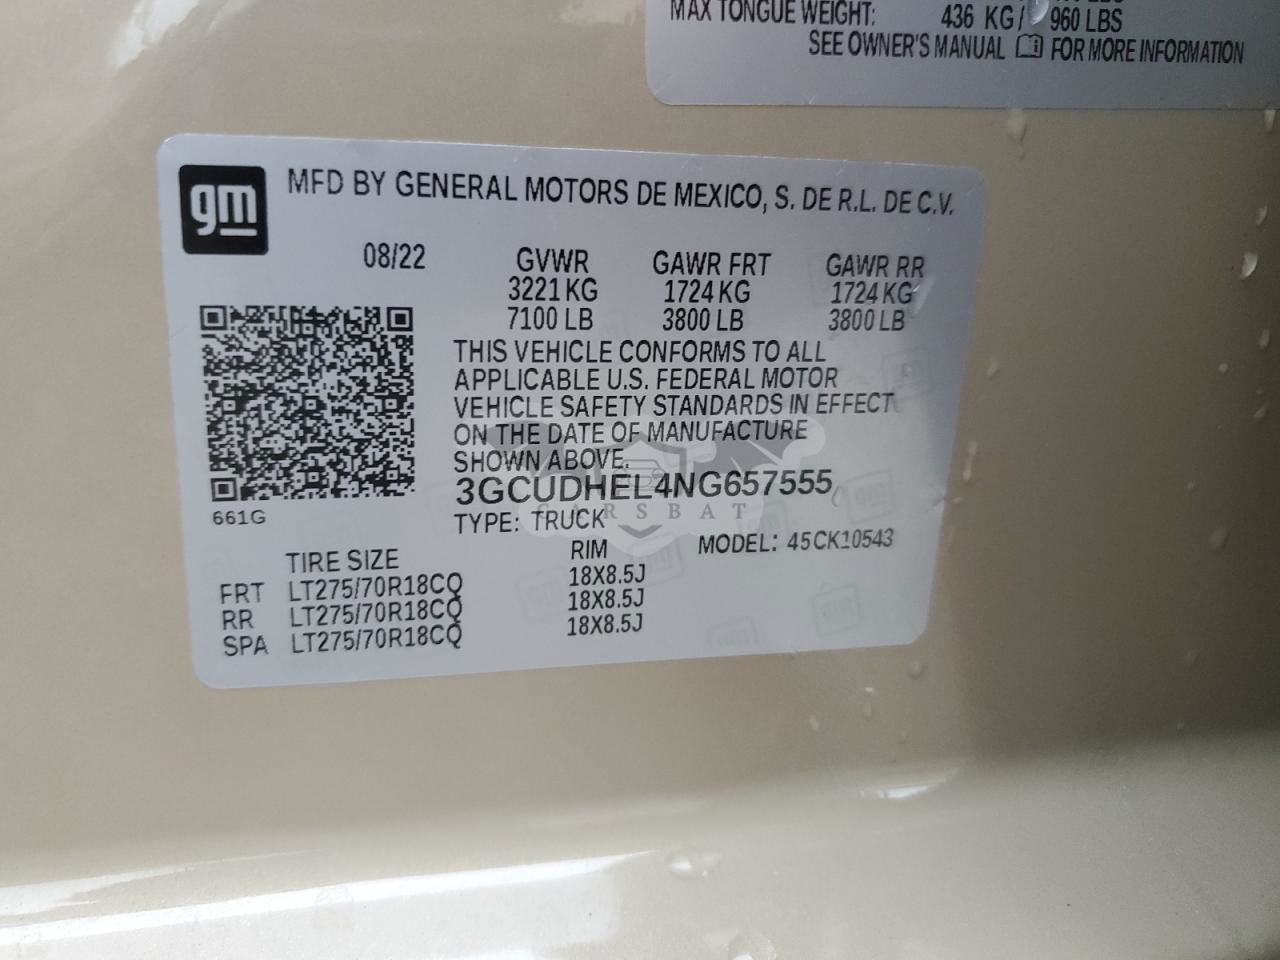 MAX TONGUE WEIGHT: 436 KG/ 960 LBS
SEE OWNER'S MANUAL FOR MORE INFORMATION
gm
MFD BY GENERAL MOTORS DE MEXICO, S. DE R.L. DE C.V.
08/22 GVWR GAWR FRT GAWR RR
3221 KG 1724 KG 1724 KG
7100 LB 3800 LB 3800 LB
THIS VEHICLE CONFORMS TO ALL
APPLICABLE U.S. FEDERAL MOTOR
VEHICLE SAFETY STANDARDS IN EFFECT
ON THE DATE OF MANUFACTURE
SHOWN ABOVE.
3GCUDHEL4NG657555
CARSBAT
661G
TYPE: TRUCK
MODEL: 45CK10543
TIRE SIZE RIM
FRT LT275/70R18CQ 18X8.5J
RR LT275/70R18CQ 18X8.5J
SPA LT275/70R18CQ 18X8.5J